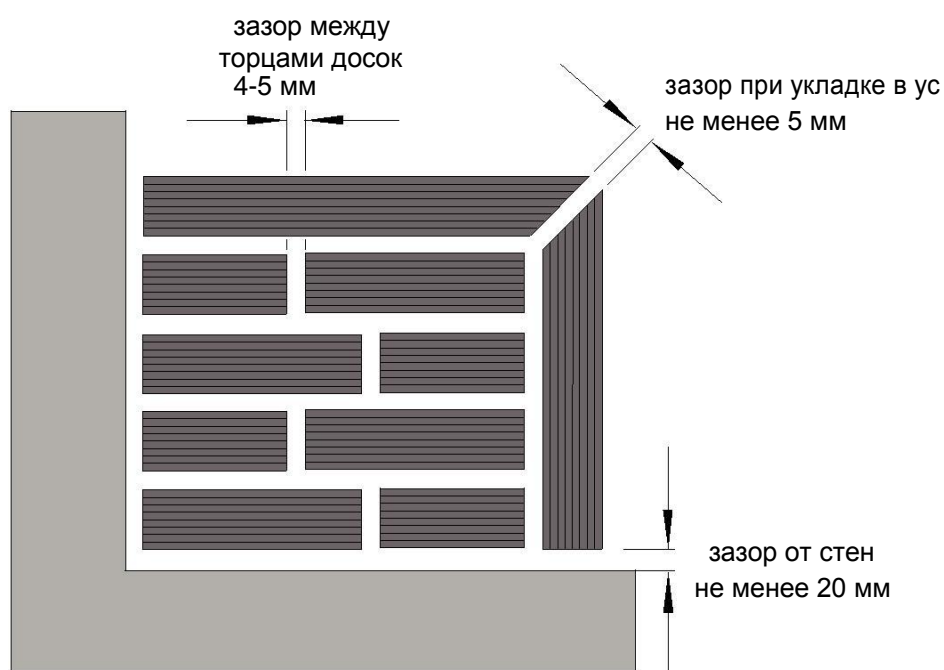 зазор между
торцами досок
4-5 мм
зазор при укладке в ус
не менее 5 мм
зазор от стен
не менее 20 мм